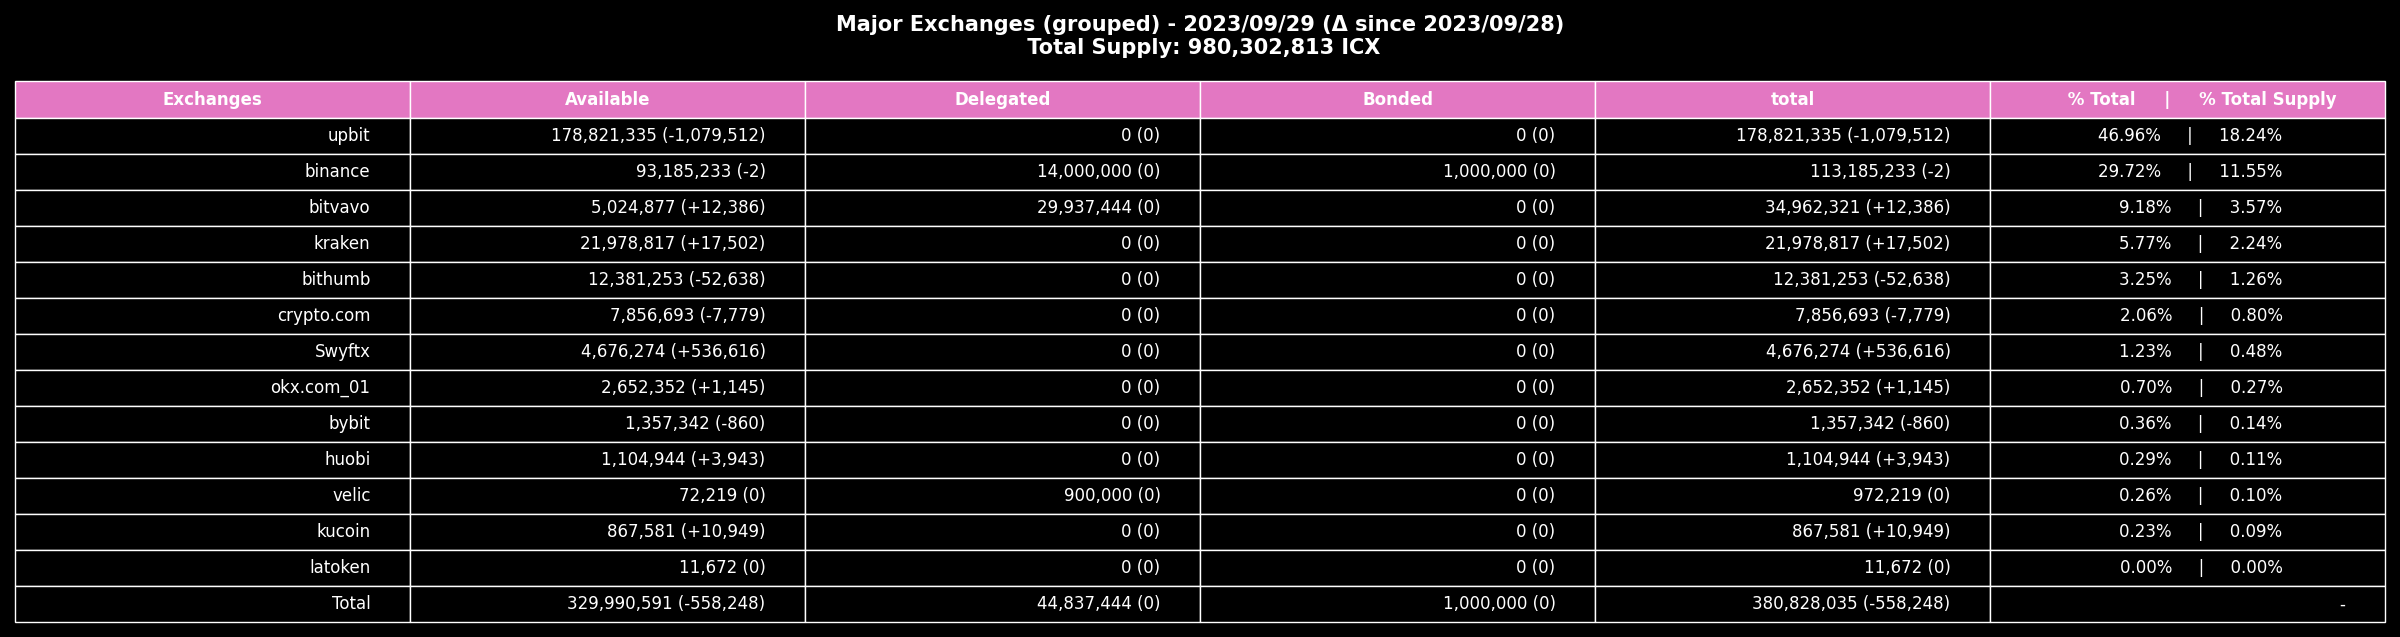 Major Exchanges (grouped) - 2023/09/29 (Δ since 2023/09/28)
Total Supply: 980,302,813 ICX
Exchanges Available Delegated Bonded total % Total | % Total Supply
upbit 178,821,335 (-1,079,512) 0 (0) 0 (0) 178,821,335 (-1,079,512) 46.96% | 18.24%
binance 93,185,233 (-2) 14,000,000 (0) 1,000,000 (0) 113,185,233 (-2) 29.72% | 11.55%
bitvavo 5,024,877 (+12,386) 29,937,444 (0) 0 (0) 34,962,321 (+12,386) 9.18% | 3.57%
kraken 21,978,817 (+17,502) 0 (0) 0 (0) 21,978,817 (+17,502) 5.77% | 2.24%
bithumb 12,381,253 (-52,638) 0 (0) 0 (0) 12,381,253 (-52,638) 3.25% | 1.26%
crypto.com 7,856,693 (-7,779) 0 (0) 0 (0) 7,856,693 (-7,779) 2.06% | 0.80%
Swyftx 4,676,274 (+536,616) 0 (0) 0 (0) 4,676,274 (+536,616) 1.23% | 0.48%
okx.com_01 2,652,352 (+1,145) 0 (0) 0 (0) 2,652,352 (+1,145) 0.70% | 0.27%
bybit 1,357,342 (-860) 0 (0) 0 (0) 1,357,342 (-860) 0.36% | 0.14%
huobi 1,104,944 (+3,943) 0 (0) 0 (0) 1,104,944 (+3,943) 0.29% | 0.11%
velic 72,219 (0) 900,000 (0) 0 (0) 972,219 (0) 0.26% | 0.10%
kucoin 867,581 (+10,949) 0 (0) 0 (0) 867,581 (+10,949) 0.23% | 0.09%
latoken 11,672 (0) 0 (0) 0 (0) 11,672 (0) 0.00% | 0.00%
Total 329,990,591 (-558,248) 44,837,444 (0) 1,000,000 (0) 380,828,035 (-558,248) -